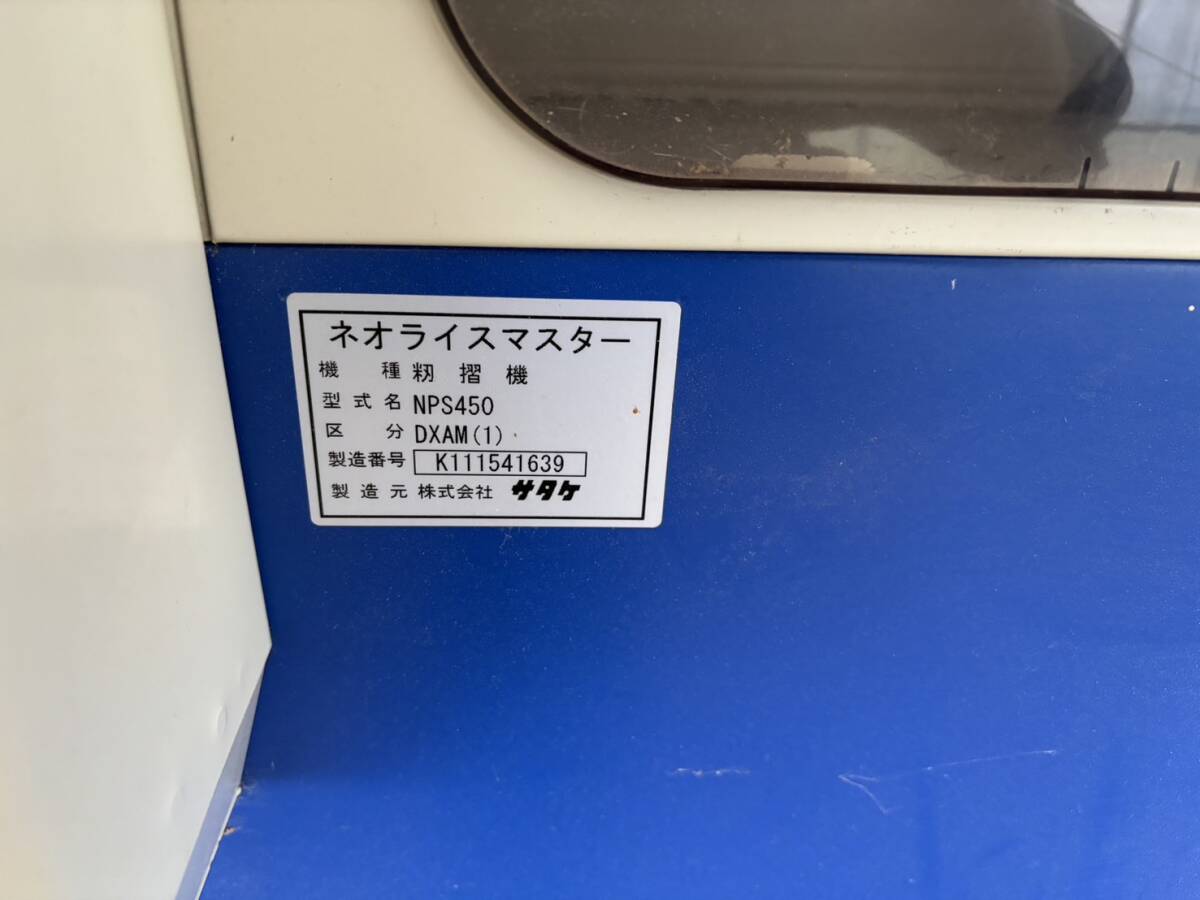 ネオライスマスター
機種 籾摺機
型式名 NPS450
区分 DXAM(1)
製造番号 K111541639
製造元 株式会社 サタケ